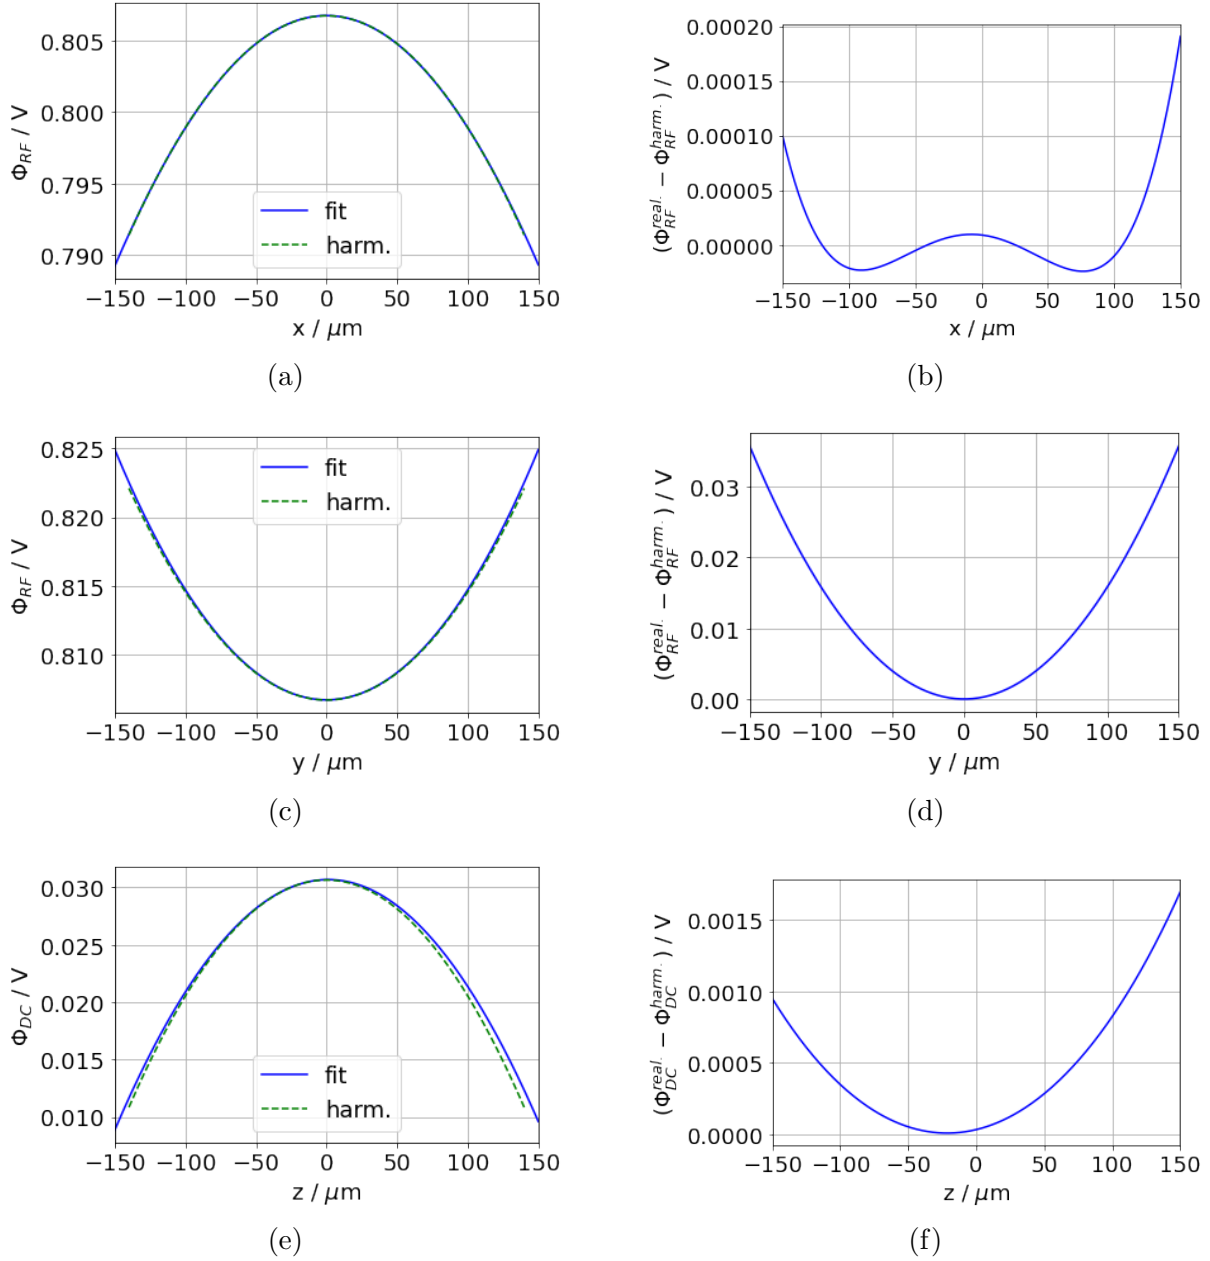 0.805
0.800
0.795
0.790
Φ_RF / V
fit
harm.
−150 −100 −50 0 50 100 150
x / μm
(a)
0.00020
0.00015
0.00010
0.00005
0.00000
(Φ_RF^real. − Φ_RF^harm.) / V
−150 −100 −50 0 50 100 150
x / μm
(b)
0.825
0.820
0.815
0.810
Φ_RF / V
fit
harm.
−150 −100 −50 0 50 100 150
y / μm
(c)
0.03
0.02
0.01
0.00
(Φ_RF^real. − Φ_RF^harm.) / V
−150 −100 −50 0 50 100 150
y / μm
(d)
0.030
0.025
0.020
0.015
0.010
Φ_DC / V
fit
harm.
−150 −100 −50 0 50 100 150
z / μm
(e)
0.0015
0.0010
0.0005
0.0000
(Φ_DC^real. − Φ_DC^harm.) / V
−150 −100 −50 0 50 100 150
z / μm
(f)